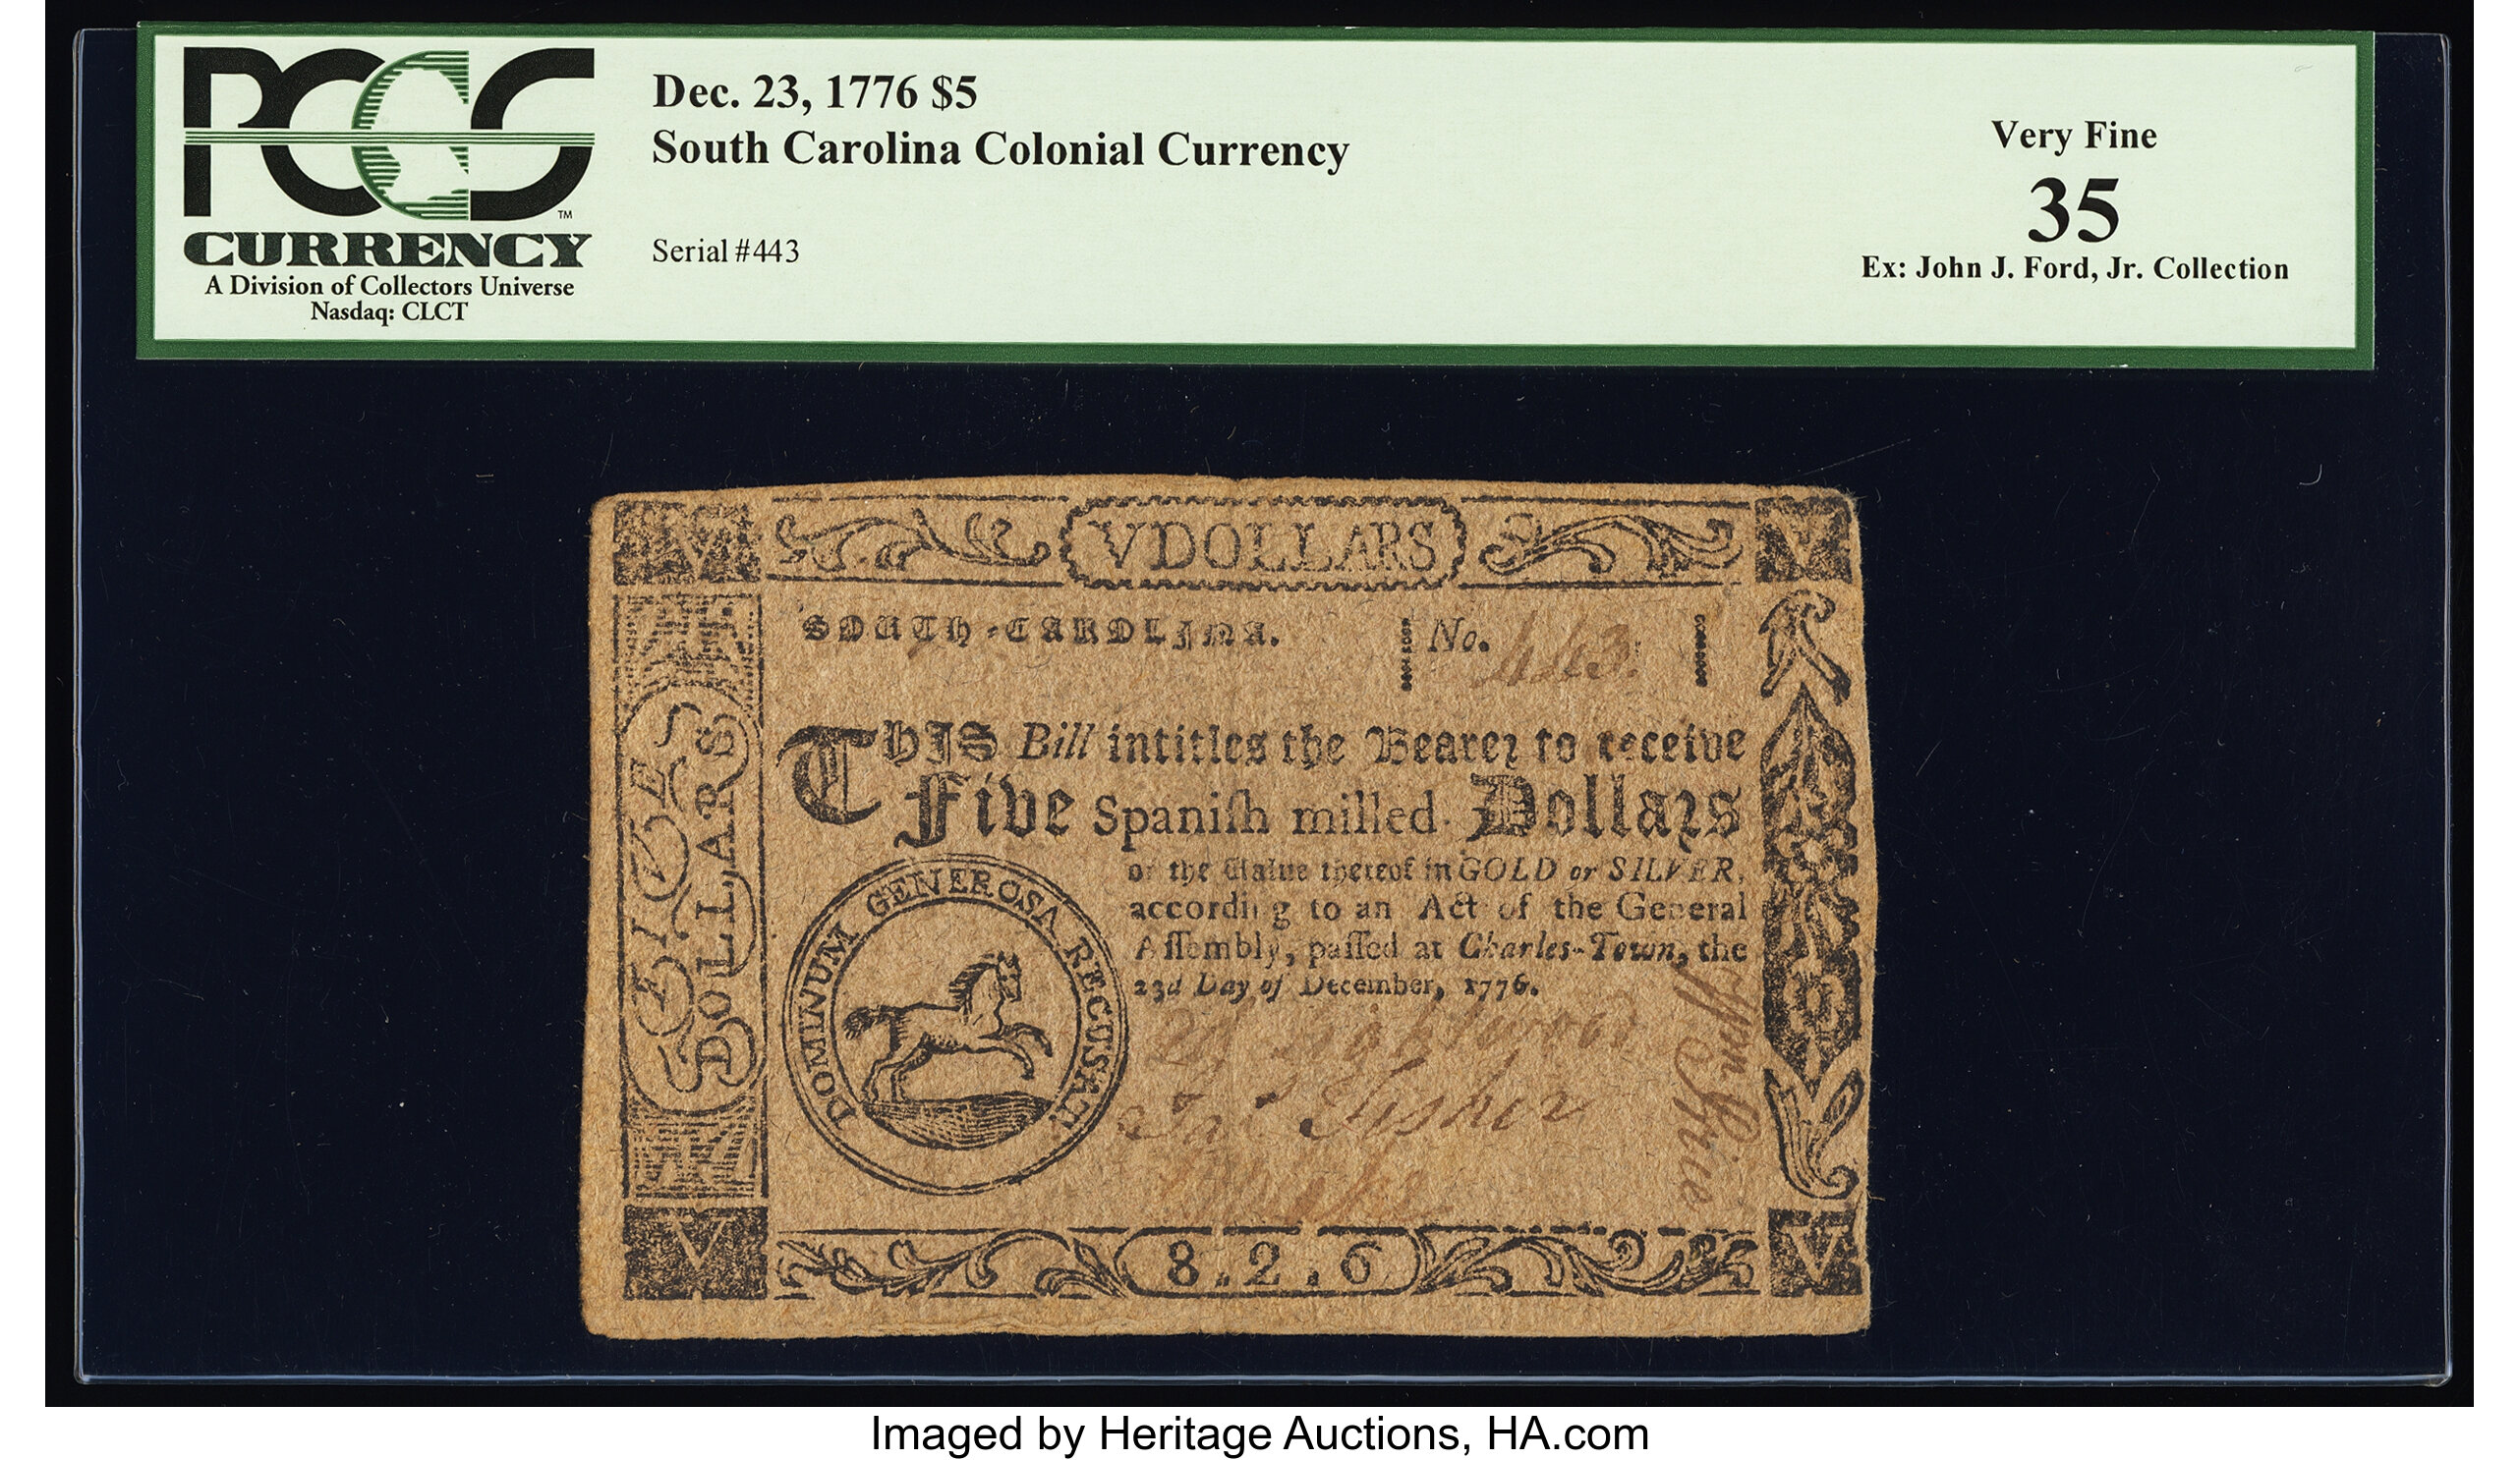 PCGS
TM
CURRENCY
A Division of Collectors Universe
Nasdaq: CLCT
Dec. 23, 1776 $5
South Carolina Colonial Currency
Serial #443
Very Fine
35
Ex: John J. Ford, Jr. Collection
V
V DOLLARS
V
SOUTH-CAROLINA.
No. 443.
THIS Bill intitles the Bearer to receive
Five Spaniſh milled Dollars
or the Value thereof in GOLD or SILVER,
according to an Act of the General
Aſſembly, paſſed at Charles-Town, the
23d Day of December, 1776.
DOMINUM GENEROSA RECUSAT
DOLLARS
Fisher
V
8.2.6
V
Imaged by Heritage Auctions, HA.com